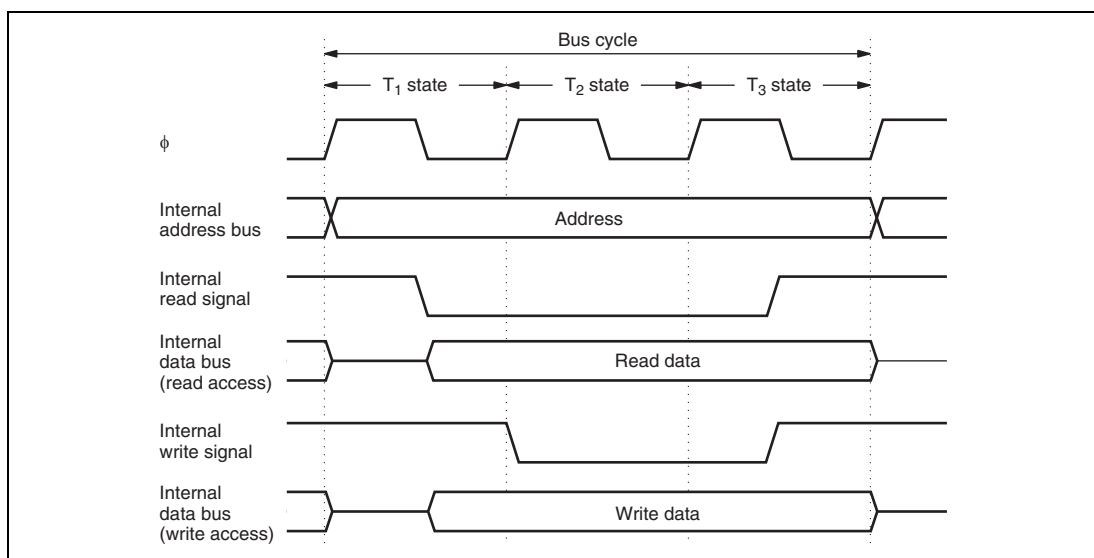 Bus cycle
T₁ state
T₂ state
T₃ state
φ
Internal
address bus
Address
Internal
read signal
Internal
data bus
(read access)
Read data
Internal
write signal
Internal
data bus
(write access)
Write data